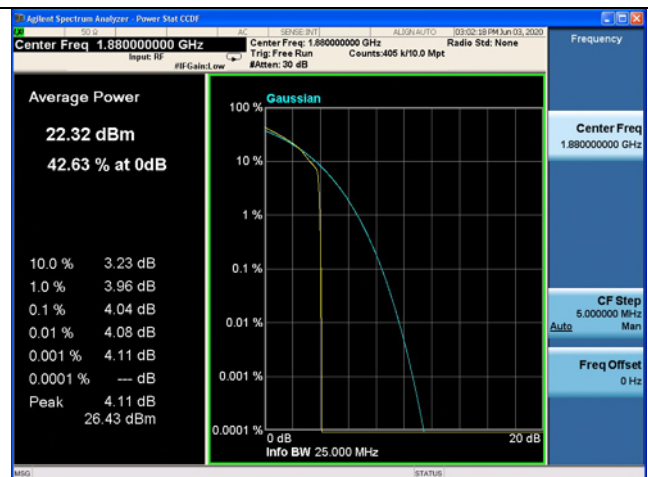 Agilent Spectrum Analyzer - Power Stat CCDF
50 Ω AC SENSE:INT ALIGN AUTO 03:02:18 PM Jun 03, 2020
Center Freq 1.880000000 GHz
Input: RF
#IFGain:Low
Center Freq: 1.880000000 GHz
Trig: Free Run Counts:405 k/10.0 Mpt
#Atten: 30 dB
Radio Std: None
Frequency
Average Power
22.32 dBm
42.63 % at 0dB
10.0 % 3.23 dB
1.0 % 3.96 dB
0.1 % 4.04 dB
0.01 % 4.08 dB
0.001 % 4.11 dB
0.0001 % --- dB
Peak 4.11 dB
26.43 dBm
Gaussian
100 %
10 %
1 %
0.1 %
0.01 %
0.001 %
0.0001 %
0 dB 20 dB
Info BW 25.000 MHz
Center Freq
1.880000000 GHz
CF Step
5.000000 MHz
Auto Man
Freq Offset
0 Hz
MSG STATUS